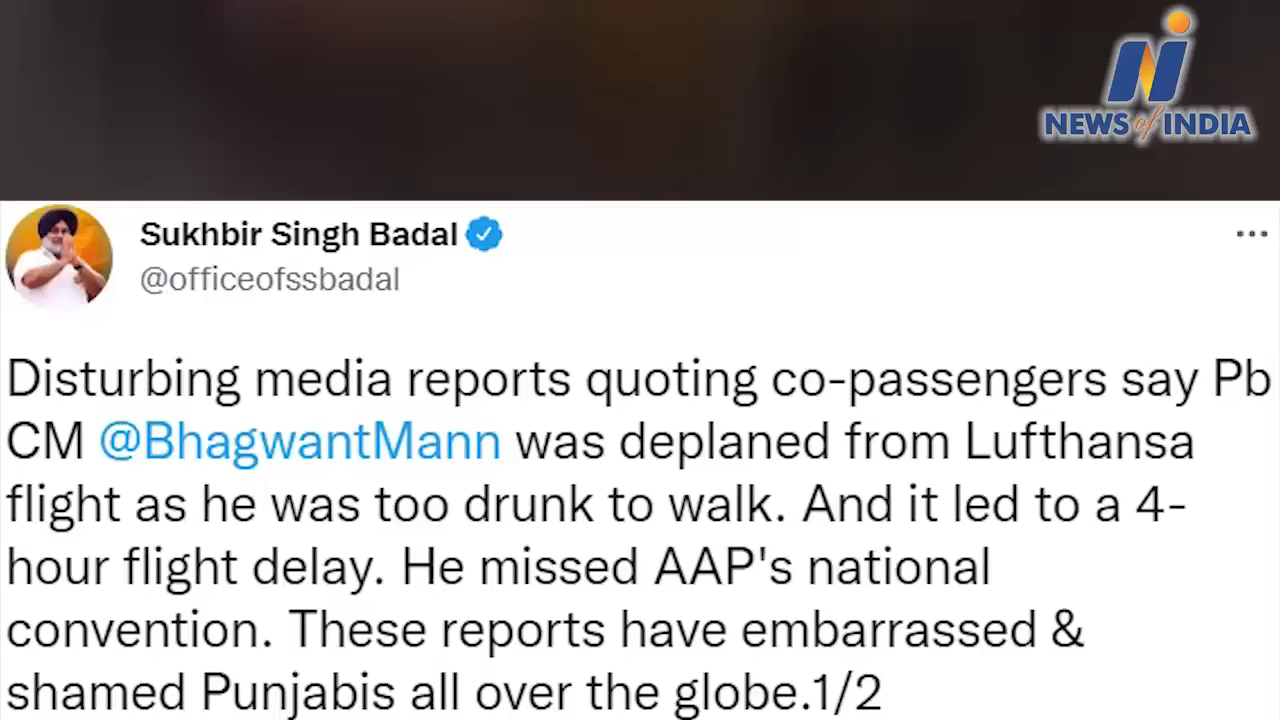 NEWS of INDIA
Sukhbir Singh Badal
@officeofssbadal
Disturbing media reports quoting co-passengers say Pb
CM @BhagwantMann was deplaned from Lufthansa
flight as he was too drunk to walk. And it led to a 4-
hour flight delay. He missed AAP's national
convention. These reports have embarrassed &
shamed Punjabis all over the globe.1/2